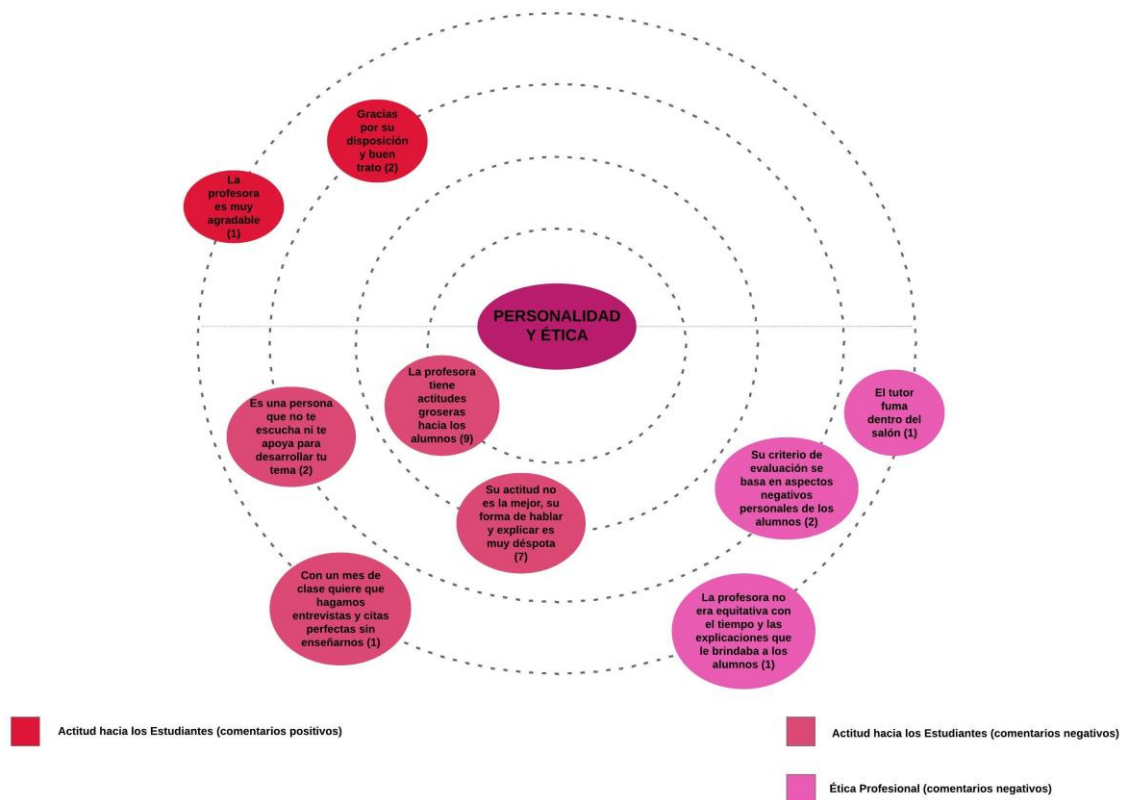 Gracias
por su
disposición
y buen
trato (2)
La
profesora
es muy
agradable
(1)
PERSONALIDAD
Y ÉTICA
La profesora
tiene
actitudes
groseras
hacia los
alumnos (9)
Es una persona
que no te
escucha ni te
apoya para
desarrollar tu
tema (2)
El tutor
fuma
dentro del
salón (1)
Su criterio de
evaluación se
basa en aspectos
negativos
personales de los
alumnos (2)
Su actitud no
es la mejor, su
forma de hablar
y explicar es
muy déspota
(7)
Con un mes de
clase quiere que
hagamos
entrevistas y citas
perfectas sin
enseñarnos (1)
La profesora no
era equitativa con
el tiempo y las
explicaciones que
le brindaba a los
alumnos (1)
Actitud hacia los Estudiantes (comentarios positivos)
Actitud hacia los Estudiantes (comentarios negativos)
Ética Profesional (comentarios negativos)